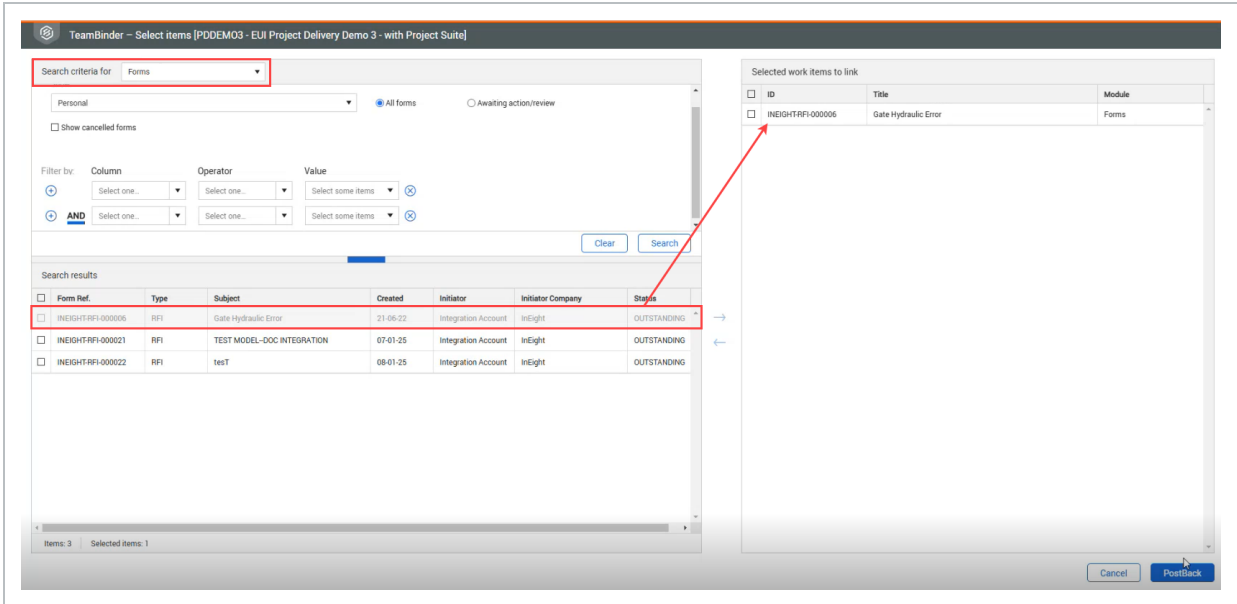 TeamBinder – Select items [PDDEMO3 - EUI Project Delivery Demo 3 - with Project Suite]
Search criteria for Forms
Personal All forms Awaiting action/review
Show cancelled forms
Filter by: Column Operator Value
Select one... Select one... Select some items
AND Select one... Select one... Select some items
Clear Search
Search results
Form Ref. Type Subject Created Initiator Initiator Company Status
INEIGHT-RFI-000006 RFI Gate Hydraulic Error 21-06-22 Integration Account InEight OUTSTANDING
INEIGHT-RFI-000021 RFI TEST MODEL–DOC INTEGRATION 07-01-25 Integration Account InEight OUTSTANDING
INEIGHT-RFI-000022 RFI tesT 08-01-25 Integration Account InEight OUTSTANDING
Items: 3 Selected items: 1
Selected work items to link
ID Title Module
INEIGHT-RFI-000006 Gate Hydraulic Error Forms
Cancel PostBack